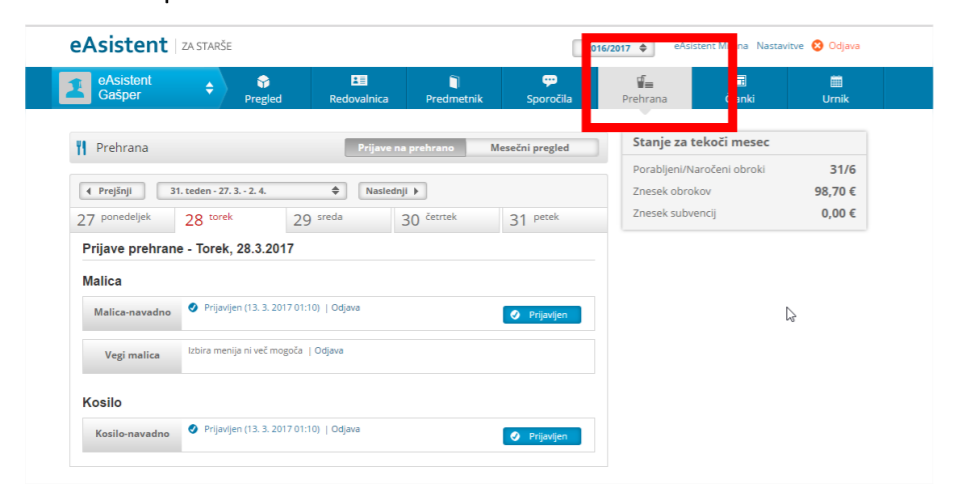 eAsistent ZA STARŠE
016/2017 eAsistent Nastavitve Odjava
eAsistent
Gašper
Pregled Redovalnica Predmetnik Sporočila Prehrana Urnik
Prehrana Prijave na prehrano Mesečni pregled
Stanje za tekoči mesec
Porabljeni/Naročeni obroki 31/6
Znesek obrokov 98,70 €
Znesek subvencij 0,00 €
Prejšnji 31. teden - 27. 3. - 2. 4. Naslednji
27 ponedeljek 28 torek 29 sreda 30 četrtek 31 petek
Prijave prehrane - Torek, 28.3.2017
Malica
Malica-navadno Prijavljen (13. 3. 2017 01:10) | Odjava Prijavljen
Vegi malica Izbira menija ni več mogoča | Odjava
Kosilo
Kosilo-navadno Prijavljen (13. 3. 2017 01:10) | Odjava Prijavljen